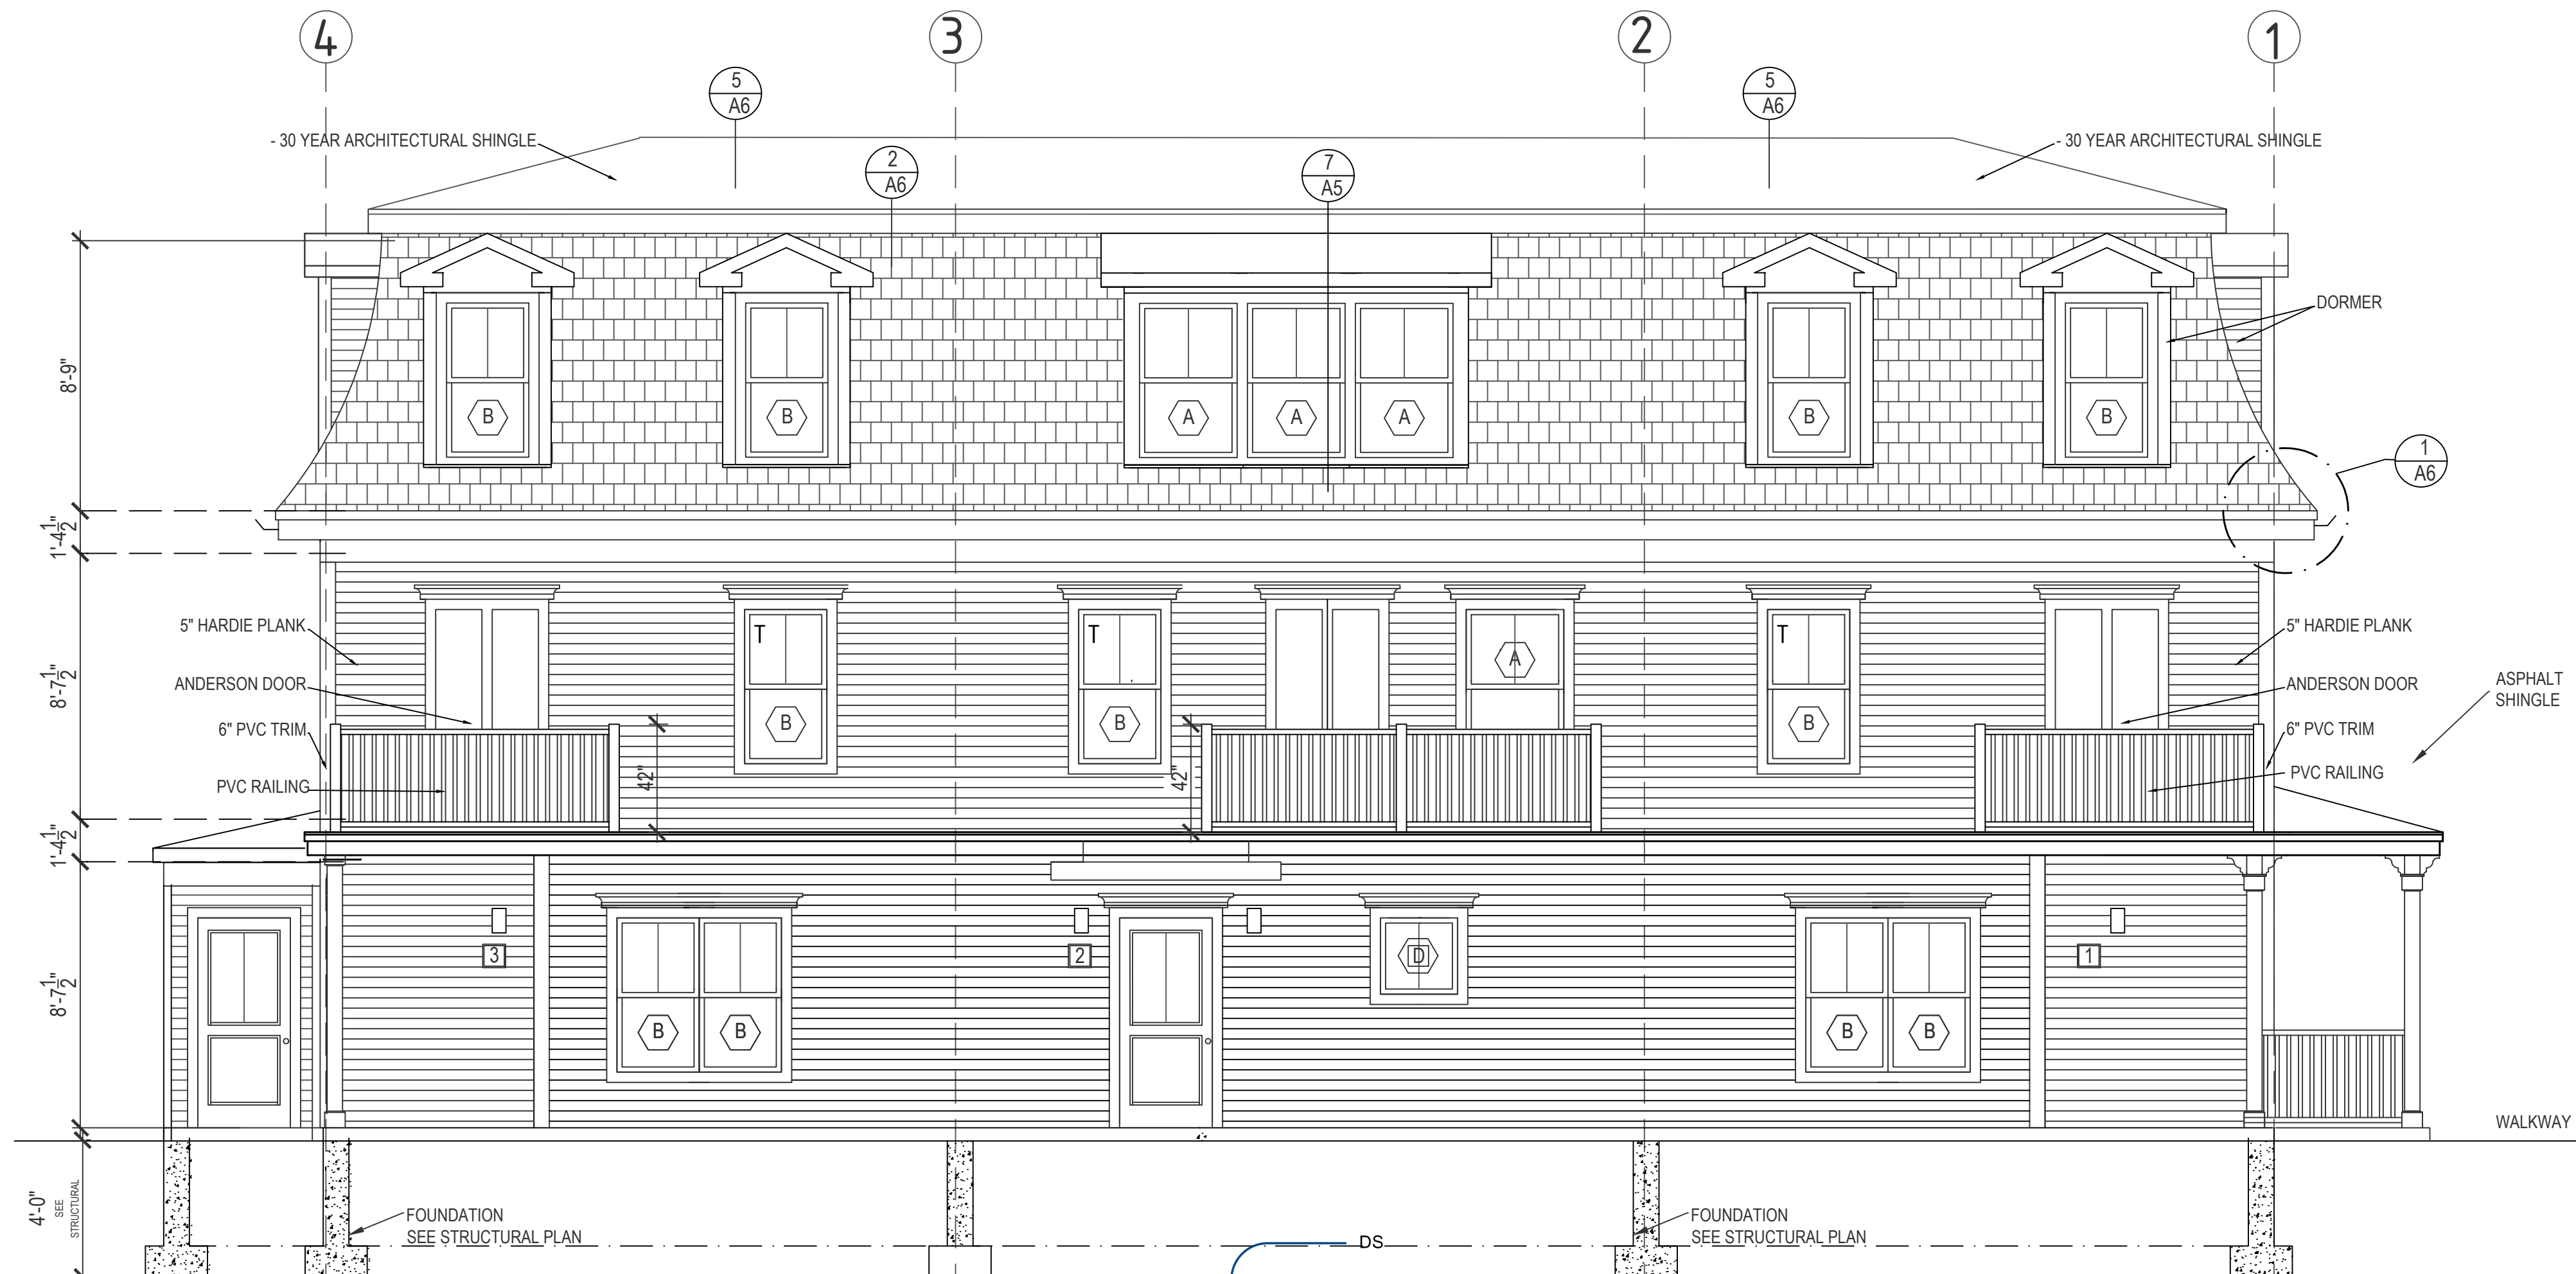 4
3
2
1
5
A6
5
A6
- 30 YEAR ARCHITECTURAL SHINGLE
- 30 YEAR ARCHITECTURAL SHINGLE
2
A6
7
A5
DORMER
8'-9"
B
B
A
A
A
B
B
1
A6
1'-4 1/2"
5" HARDIE PLANK
T
T
A
T
5" HARDIE PLANK
8'-7 1/2"
ANDERSON DOOR
ANDERSON DOOR
ASPHALT
SHINGLE
6" PVC TRIM
B
B
B
6" PVC TRIM
PVC RAILING
42"
42"
PVC RAILING
1'-4 1/2"
3
2
D
1
8'-7 1/2"
B
B
B
B
WALKWAY
4'-0"
SEE
STRUCTURAL
FOUNDATION
SEE STRUCTURAL PLAN
FOUNDATION
SEE STRUCTURAL PLAN
DS